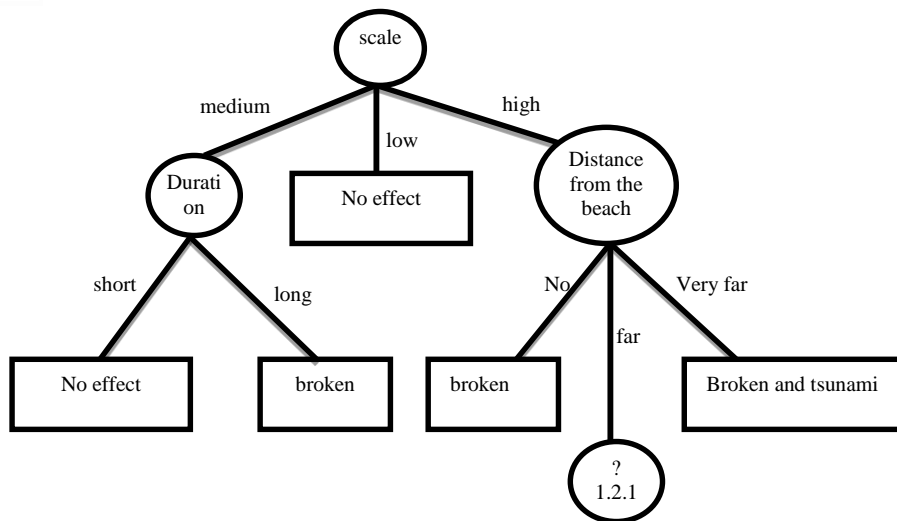 scale
medium
high
low
Durati
on
No effect
Distance
from the
beach
short
long
No
Very far
far
No effect
broken
broken
Broken and tsunami
?
1.2.1